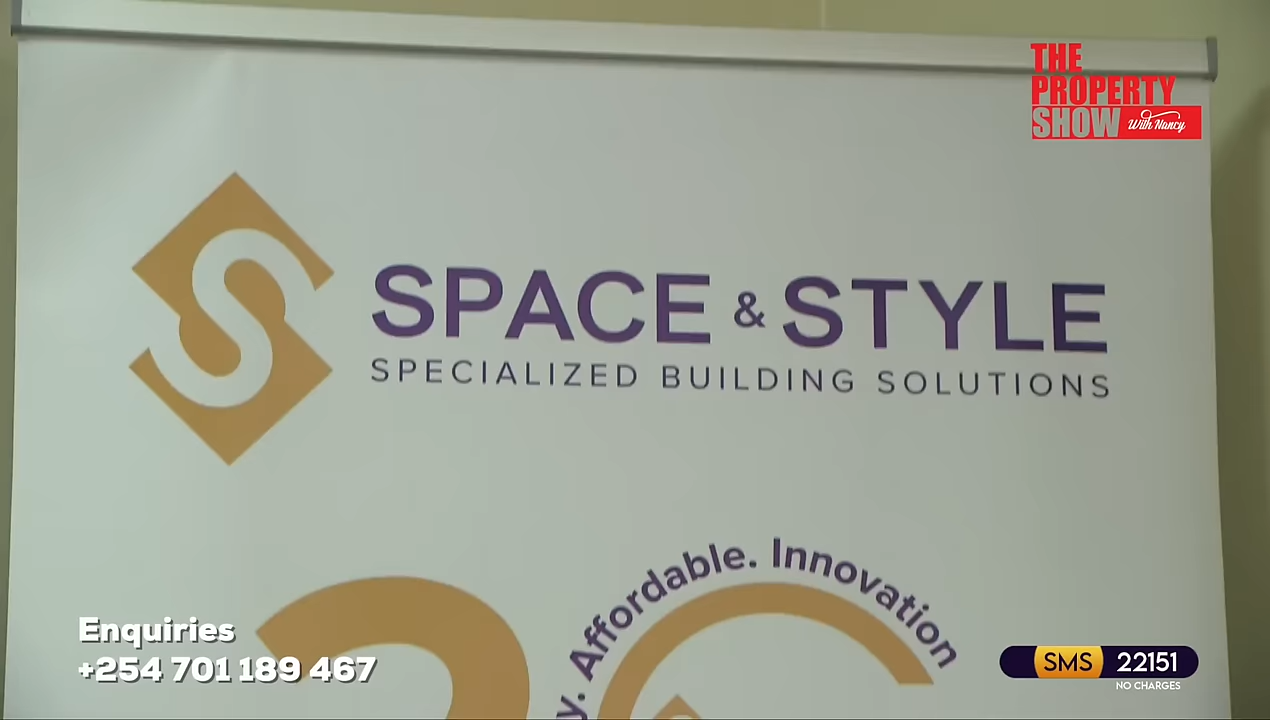 THE
PROPERTY
SHOW With Nancy
SPACE & STYLE
SPECIALIZED BUILDING SOLUTIONS
Affordable. Innovation
Enquiries
+254 701 189 467
SMS 22151
NO CHARGES